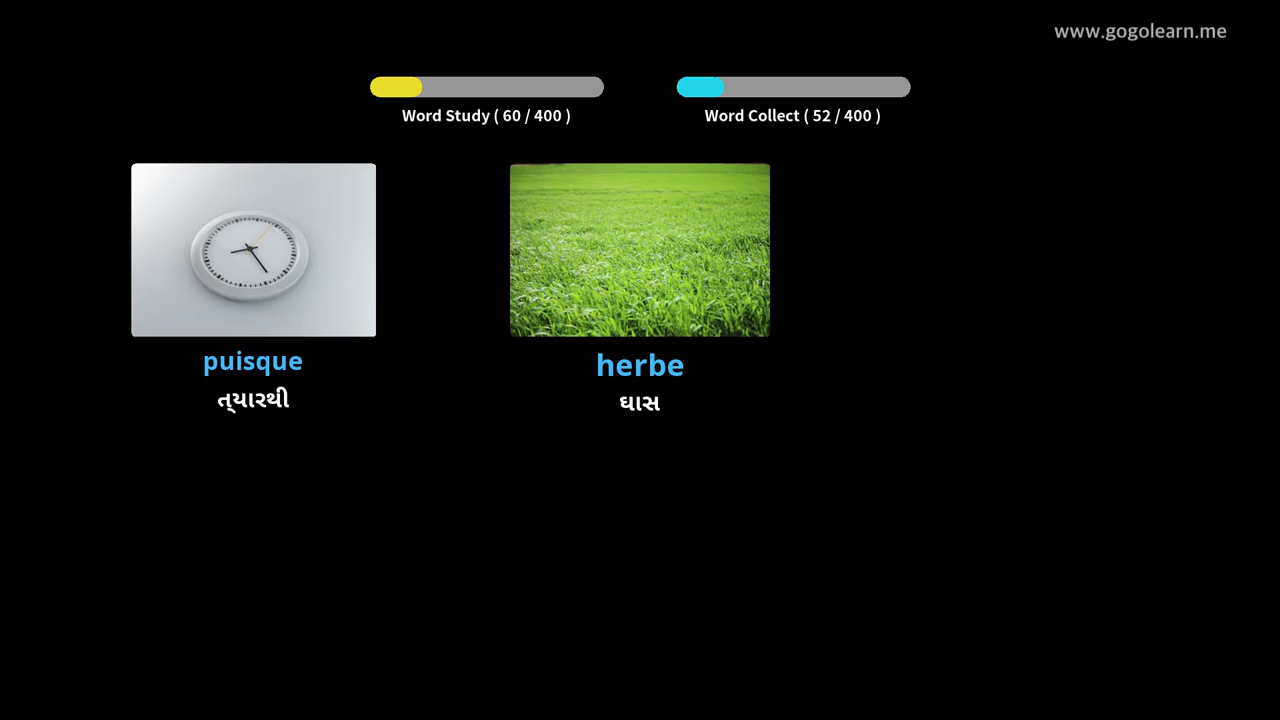 www.gogolearn.me
Word Study ( 60 / 400 )
Word Collect ( 52 / 400 )
puisque
ત્યારથી
herbe
ઘાસ